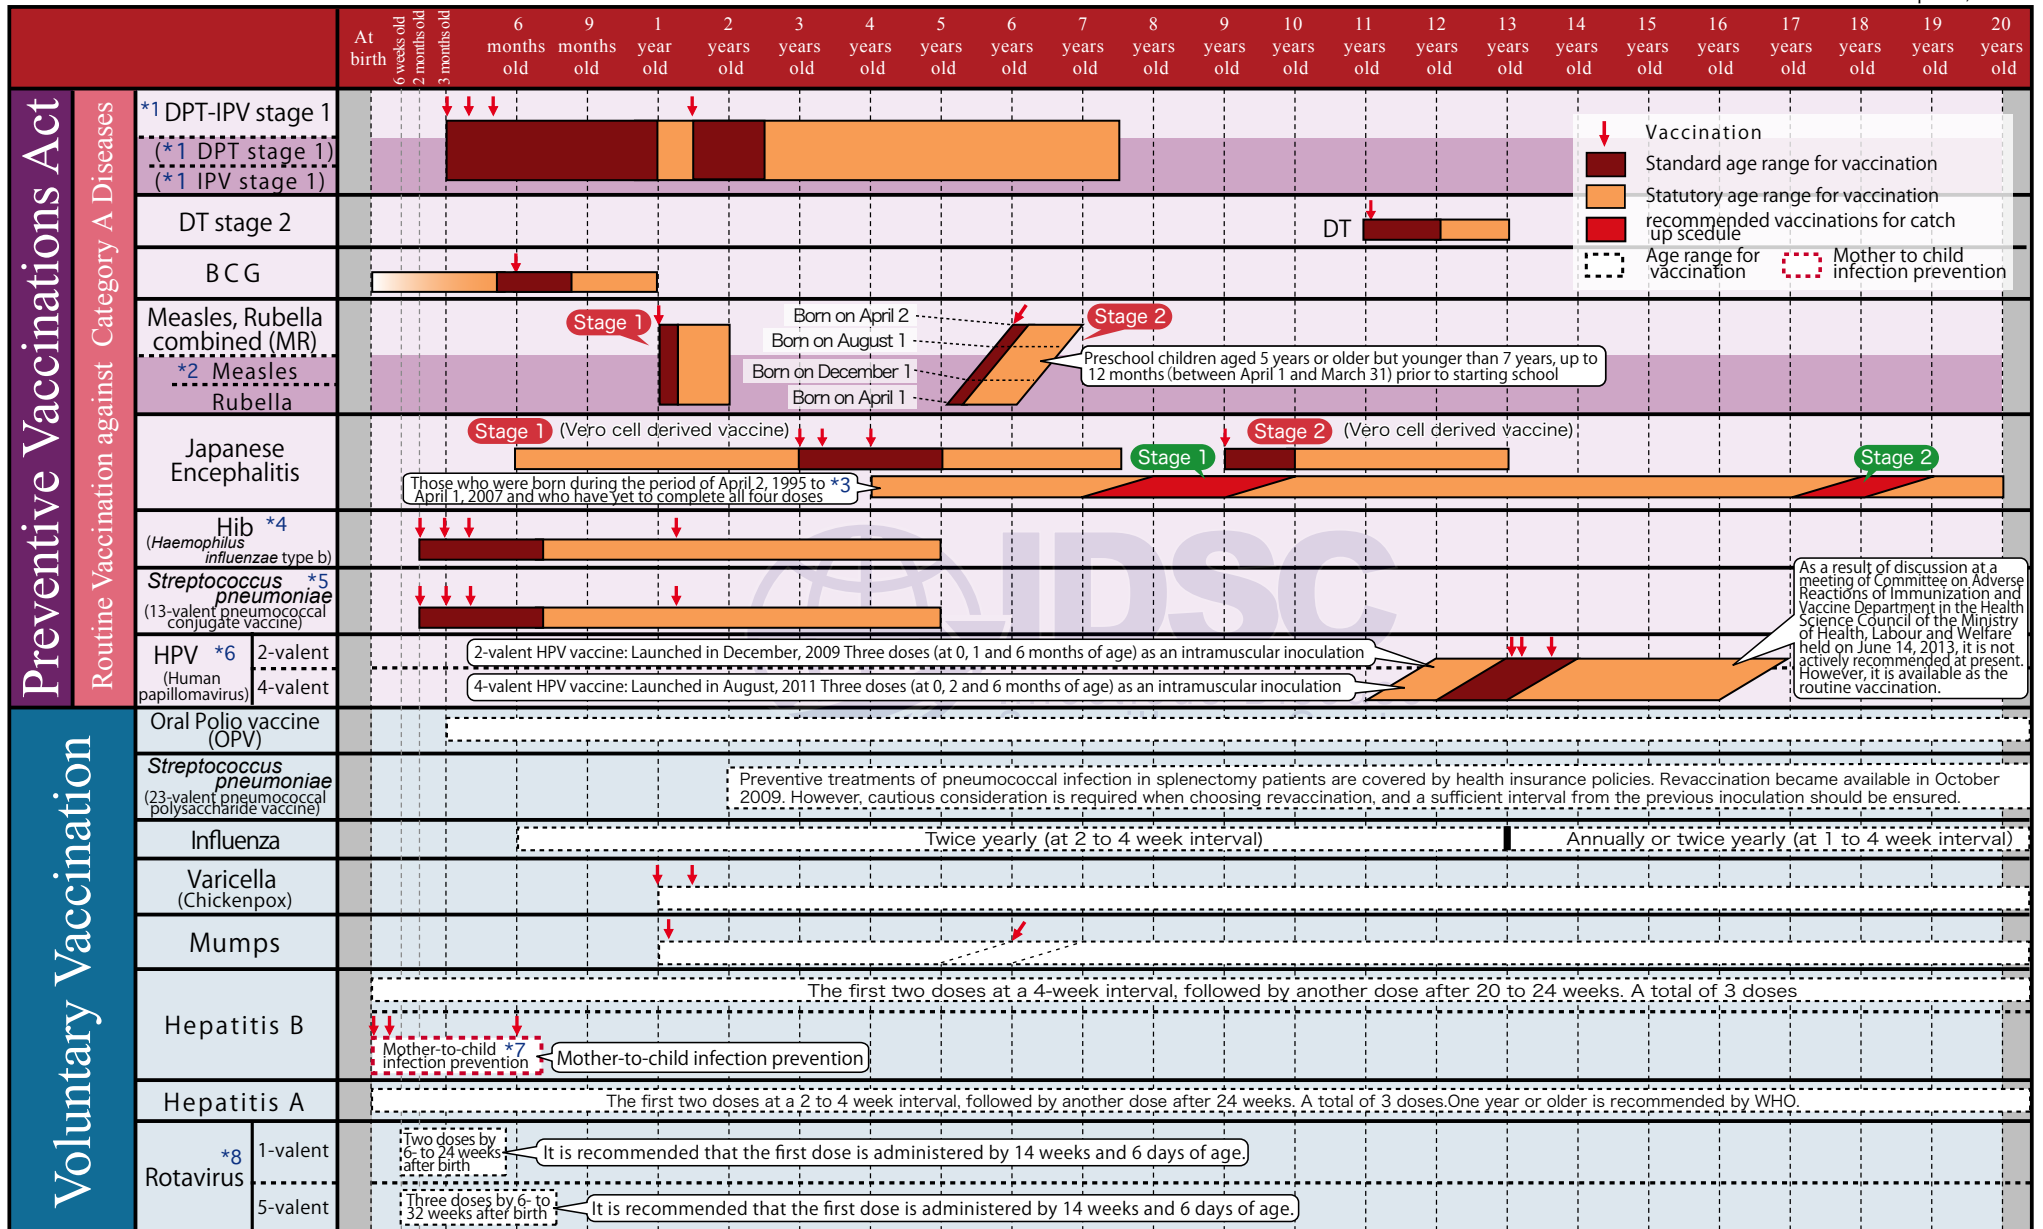 At birth
6 weeks old
2 months old
3 months old
6 months old
9 months old
1 year old
2 years old
3 years old
4 years old
5 years old
6 years old
7 years old
8 years old
9 years old
10 years old
11 years old
12 years old
13 years old
14 years old
15 years old
16 years old
17 years old
18 years old
19 years old
20 years old
Preventive Vaccinations Act
Routine Vaccination against Category A Diseases
*1 DPT-IPV stage 1
(*1 DPT stage 1)
(*1 IPV stage 1)
Vaccination
Standard age range for vaccination
Statutory age range for vaccination
recommended vaccinations for catch
up scedule
Age range for
vaccination
Mother to child
infection prevention
DT stage 2
DT
BCG
Measles, Rubella
combined (MR)
*2 Measles
Rubella
Stage 1
Born on April 2
Born on August 1
Born on December 1
Born on April 1
Stage 2
Preschool children aged 5 years or older but younger than 7 years, up to
12 months (between April 1 and March 31) prior to starting school
Japanese
Encephalitis
Stage 1 (Vero cell derived vaccine)
Stage 2 (Vero cell derived vaccine)
Stage 1
Stage 2
Those who were born during the period of April 2, 1995 to *3
April 1, 2007 and who have yet to complete all four doses
Hib *4
(Haemophilus
influenzae type b)
IDSC
Streptococcus *5
pneumoniae
(13-valent pneumococcal
conjugate vaccine)
HPV *6
(Human
papillomavirus)
2-valent
4-valent
2-valent HPV vaccine: Launched in December, 2009 Three doses (at 0, 1 and 6 months of age) as an intramuscular inoculation
4-valent HPV vaccine: Launched in August, 2011 Three doses (at 0, 2 and 6 months of age) as an intramuscular inoculation
As a result of discussion at a
meeting of Committee on Adverse
Reactions of Immunization and
Vaccine Department in the Health
Science Council of the Ministry
of Health, Labour and Welfare
held on June 14, 2013, it is not
actively recommended at present.
However, it is available as the
routine vaccination.
Voluntary Vaccination
Oral Polio vaccine
(OPV)
Streptococcus
pneumoniae
(23-valent pneumococcal
polysaccharide vaccine)
Preventive treatments of pneumococcal infection in splenectomy patients are covered by health insurance policies. Revaccination became available in October
2009. However, cautious consideration is required when choosing revaccination, and a sufficient interval from the previous inoculation should be ensured.
Influenza
Twice yearly (at 2 to 4 week interval)
Annually or twice yearly (at 1 to 4 week interval)
Varicella
(Chickenpox)
Mumps
Hepatitis B
The first two doses at a 4-week interval, followed by another dose after 20 to 24 weeks. A total of 3 doses
Mother-to-child *7
infection prevention
Mother-to-child infection prevention
Hepatitis A
The first two doses at a 2 to 4 week interval, followed by another dose after 24 weeks. A total of 3 doses.One year or older is recommended by WHO.
*8
Rotavirus
1-valent
Two doses by
6- to 24 weeks
after birth
It is recommended that the first dose is administered by 14 weeks and 6 days of age.
5-valent
Three doses by 6- to
32 weeks after birth
It is recommended that the first dose is administered by 14 weeks and 6 days of age.